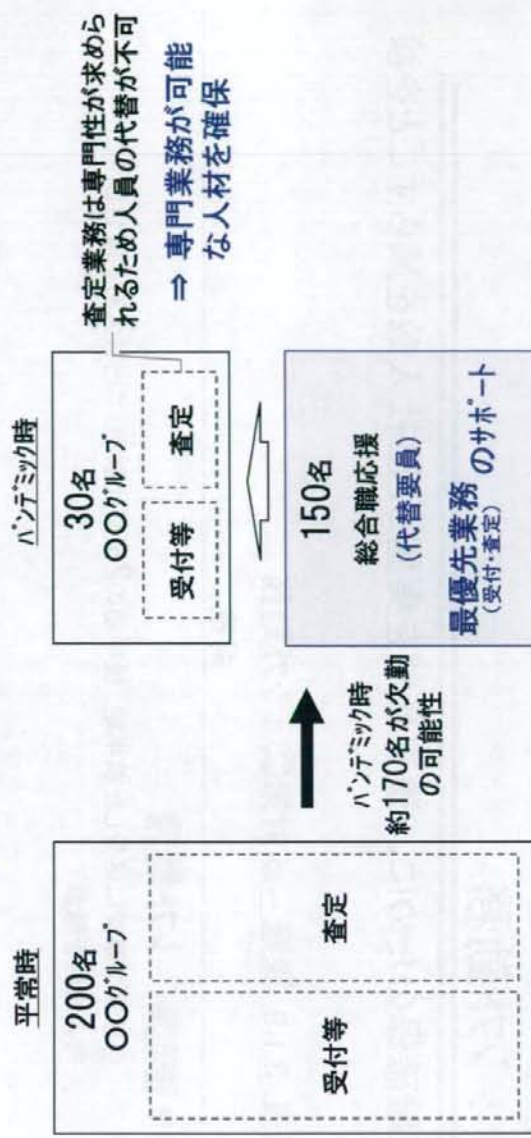 平常時
200名
〇〇グループ
受付等
査定
パンデミック時
約170名が欠勤
の可能性
パンデミック時
30名
〇〇グループ
受付等
査定
査定業務は専門性が求めら
れるため人員の代替が不可
⇒ 専門業務が可能
な人材を確保
150名
総合職応援
(代替要員)
最優先業務のサポート
(受付・査定)